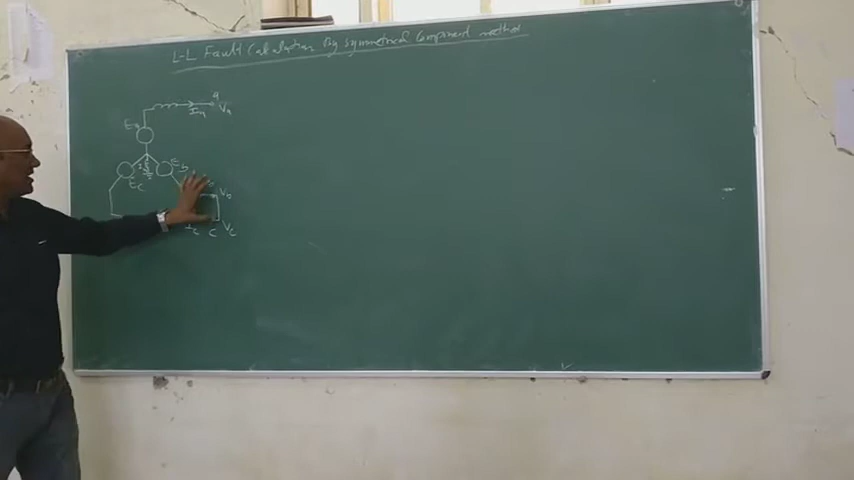 L-L Fault Calculation By symmetrical Component method
a
Ea Ia Va
Eb
Ec Vb
Ic C Vc